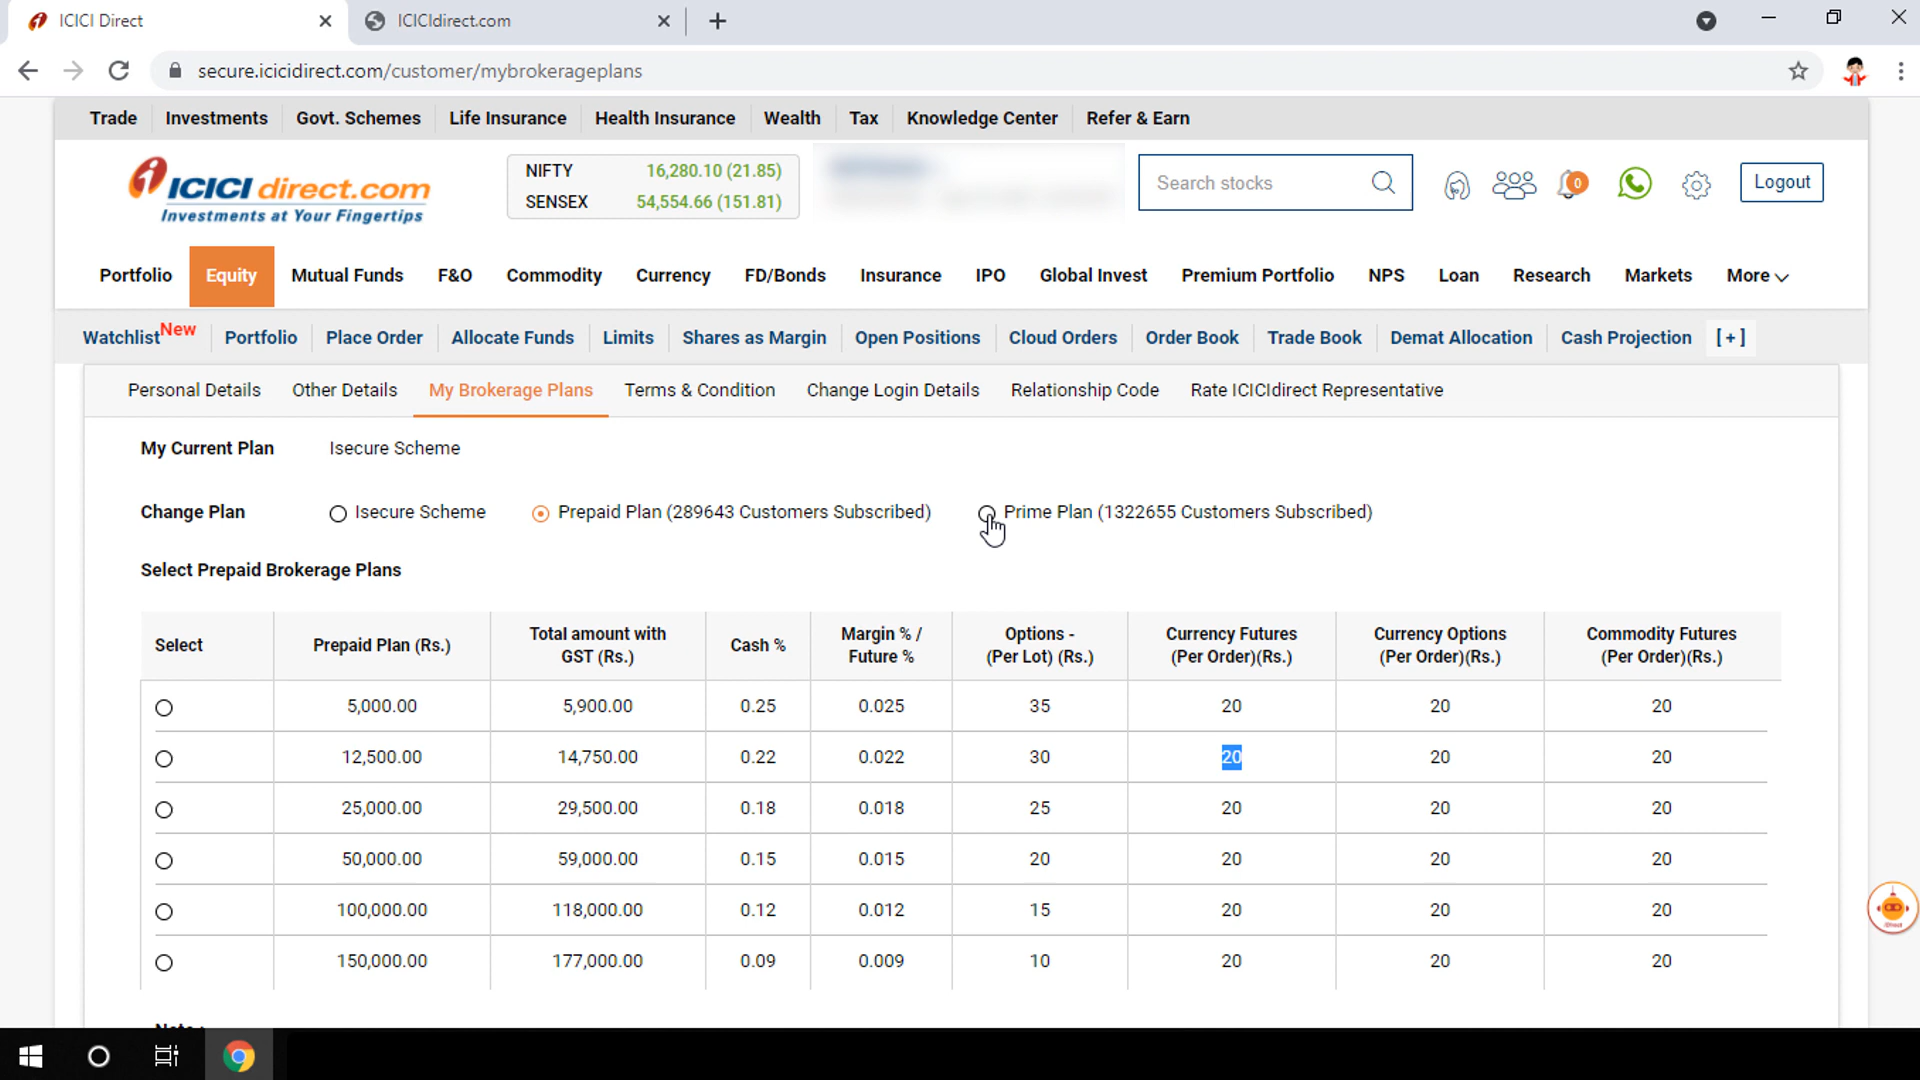 ICICI Direct
ICICIdirect.com
secure.icicidirect.com/customer/mybrokerageplans
Trade Investments Govt. Schemes Life Insurance Health Insurance Wealth Tax Knowledge Center Refer & Earn
ICICI direct.com
Investments at Your Fingertips
NIFTY 16,280.10 (21.85)
SENSEX 54,554.66 (151.81)
Search stocks
0
Logout
Portfolio Equity Mutual Funds F&O Commodity Currency FD/Bonds Insurance IPO Global Invest Premium Portfolio NPS Loan Research Markets More
Watchlist New Portfolio Place Order Allocate Funds Limits Shares as Margin Open Positions Cloud Orders Order Book Trade Book Demat Allocation Cash Projection [+]
Personal Details Other Details My Brokerage Plans Terms & Condition Change Login Details Relationship Code Rate ICICIdirect Representative
My Current Plan Isecure Scheme
Change Plan Isecure Scheme Prepaid Plan (289643 Customers Subscribed) Prime Plan (1322655 Customers Subscribed)
Select Prepaid Brokerage Plans
Select Prepaid Plan (Rs.) Total amount with GST (Rs.) Cash % Margin % / Future % Options - (Per Lot) (Rs.) Currency Futures (Per Order)(Rs.) Currency Options (Per Order)(Rs.) Commodity Futures (Per Order)(Rs.)
5,000.00 5,900.00 0.25 0.025 35 20 20 20
12,500.00 14,750.00 0.22 0.022 30 20 20 20
25,000.00 29,500.00 0.18 0.018 25 20 20 20
50,000.00 59,000.00 0.15 0.015 20 20 20 20
100,000.00 118,000.00 0.12 0.012 15 20 20 20
150,000.00 177,000.00 0.09 0.009 10 20 20 20